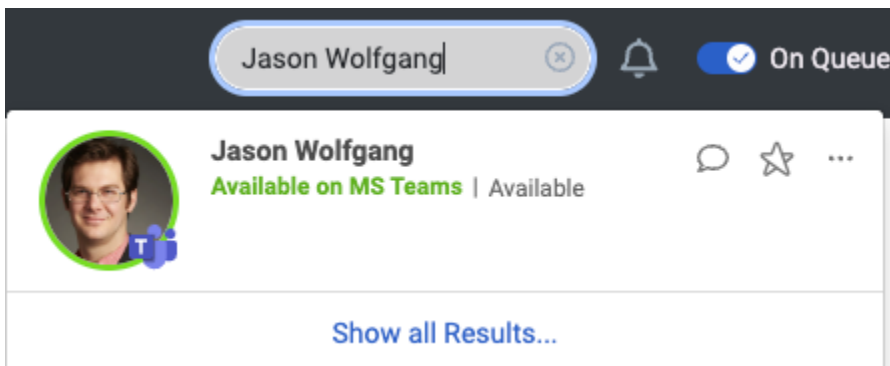 Jason Wolfgang
On Queue
Jason Wolfgang
Available on MS Teams | Available
T
Show all Results...